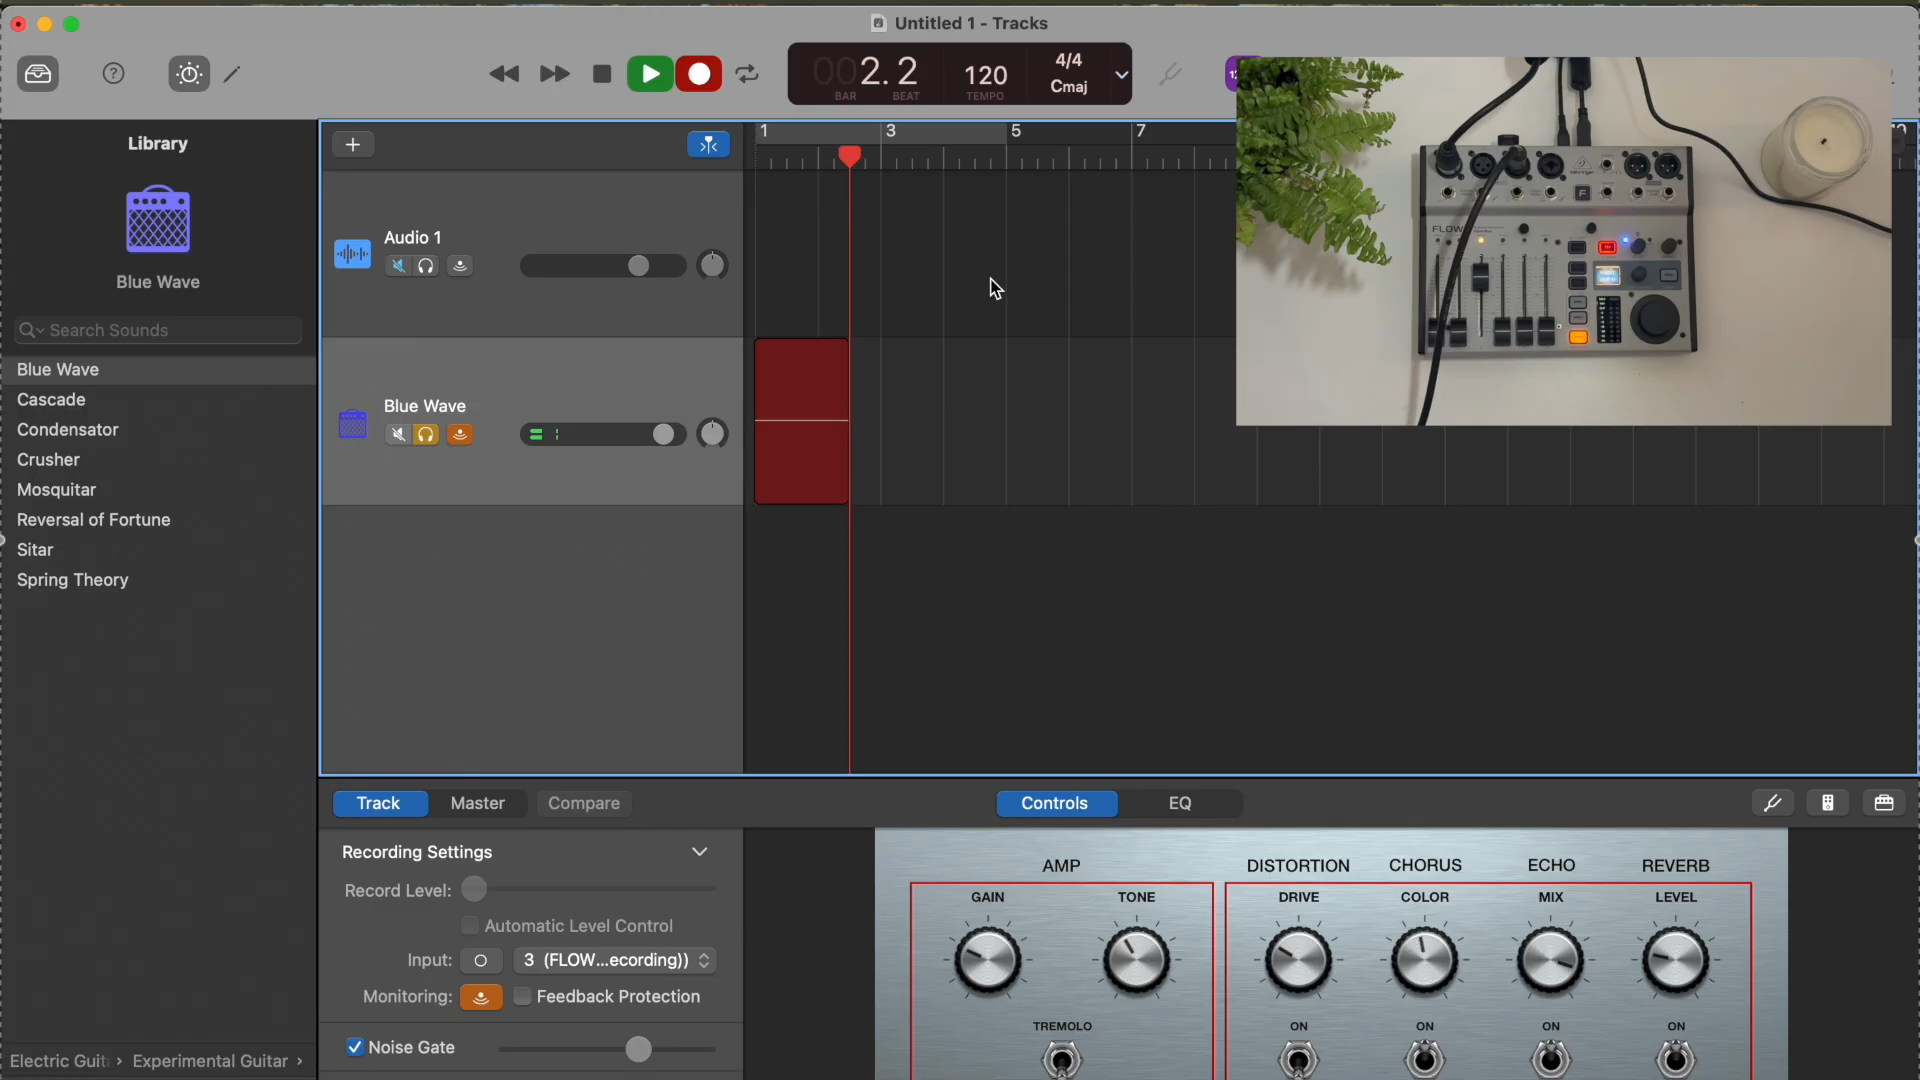 Untitled 1 - Tracks
002.2
BAR
BEAT
120
TEMPO
4/4
Cmaj
Library
Blue Wave
Search Sounds
Blue Wave
Cascade
Condensator
Crusher
Mosquitar
Reversal of Fortune
Sitar
Spring Theory
Electric Guit
Experimental Guitar
1
3
5
7
Audio 1
Blue Wave
FLOW
Track
Master
Compare
Controls
EQ
Recording Settings
Record Level:
Automatic Level Control
Input:
3 (FLOW...ecording))
Monitoring:
Feedback Protection
Noise Gate
AMP
DISTORTION
CHORUS
ECHO
REVERB
GAIN
TONE
DRIVE
COLOR
MIX
LEVEL
TREMOLO
ON
ON
ON
ON